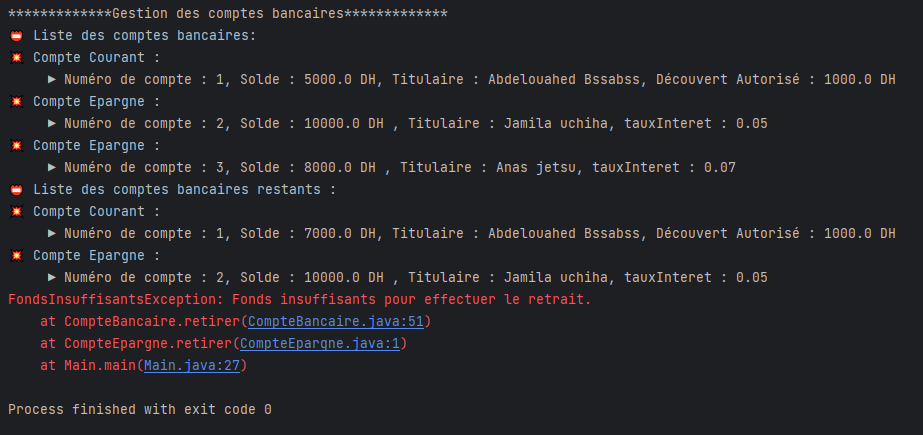 *************Gestion des comptes bancaires*************
📛 Liste des comptes bancaires:
💥 Compte Courant :
► Numéro de compte : 1, Solde : 5000.0 DH, Titulaire : Abdelouahed Bssabss, Découvert Autorisé : 1000.0 DH
💥 Compte Epargne :
► Numéro de compte : 2, Solde : 10000.0 DH , Titulaire : Jamila uchiha, tauxInteret : 0.05
💥 Compte Epargne :
► Numéro de compte : 3, Solde : 8000.0 DH , Titulaire : Anas jetsu, tauxInteret : 0.07
📛 Liste des comptes bancaires restants :
💥 Compte Courant :
► Numéro de compte : 1, Solde : 7000.0 DH, Titulaire : Abdelouahed Bssabss, Découvert Autorisé : 1000.0 DH
💥 Compte Epargne :
► Numéro de compte : 2, Solde : 10000.0 DH , Titulaire : Jamila uchiha, tauxInteret : 0.05
FondsInsuffisantsException: Fonds insuffisants pour effectuer le retrait.
at CompteBancaire.retirer(CompteBancaire.java:51)
at CompteEpargne.retirer(CompteEpargne.java:1)
at Main.main(Main.java:27)
Process finished with exit code 0